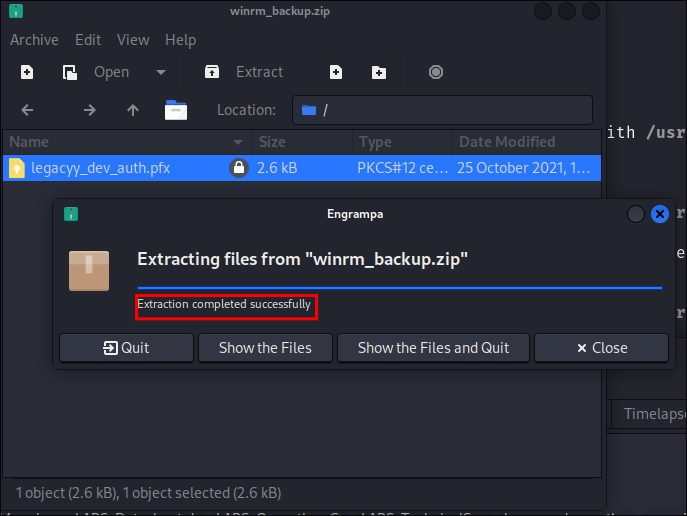 winrm_backup.zip
Archive Edit View Help
Open Extract
Location: /
ith /usr
Name Size Type Date Modified
legacyy_dev_auth.pfx 2.6 kB PKCS#12 ce... 25 October 2021, 1...
Engrampa
Extracting files from "winrm_backup.zip"
Extraction completed successfully
Quit Show the Files Show the Files and Quit Close
Timelapse
1 object (2.6 kB), 1 object selected (2.6 kB)